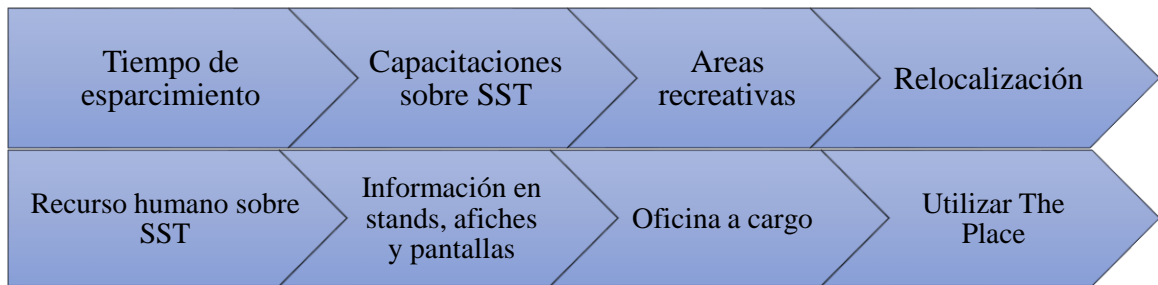 Tiempo de
esparcimiento
Capacitaciones
sobre SST
Areas
recreativas
Relocalización
Recurso humano sobre
SST
Información en
stands, afiches
y pantallas
Oficina a cargo
Utilizar The
Place